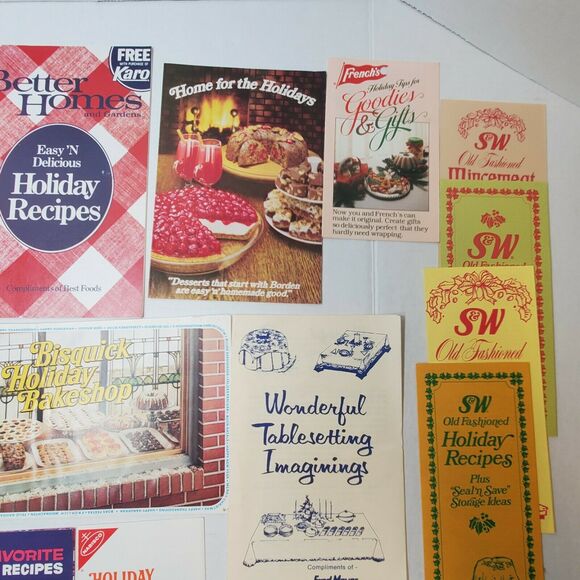 FREE
WITH PURCHASE OF
Karo
Better
Homes
and Gardens
Easy 'N
Delicious
Holiday
Recipes
Compliments of Best Foods
Home for the Holidays
"Desserts that start with Borden
are easy 'n' homemade good."
French's
Holiday Tips for
Goodies
& Gifts
Now you and French's can
make it original. Create gifts
so deliciously perfect that they
hardly need wrapping.
S&W
Old Fashioned
Mincemeat
S&W
Old Fashioned
S&W
Old Fashioned
S&W
Old Fashioned
Holiday
Recipes
Plus
"Seal'n Save"
Storage Ideas
Bisquick
Holiday
Bakeshop
Wonderful
Tablesetting
Imaginings
Compliments of -
RECIPES
NABISCO
HOLIDAY